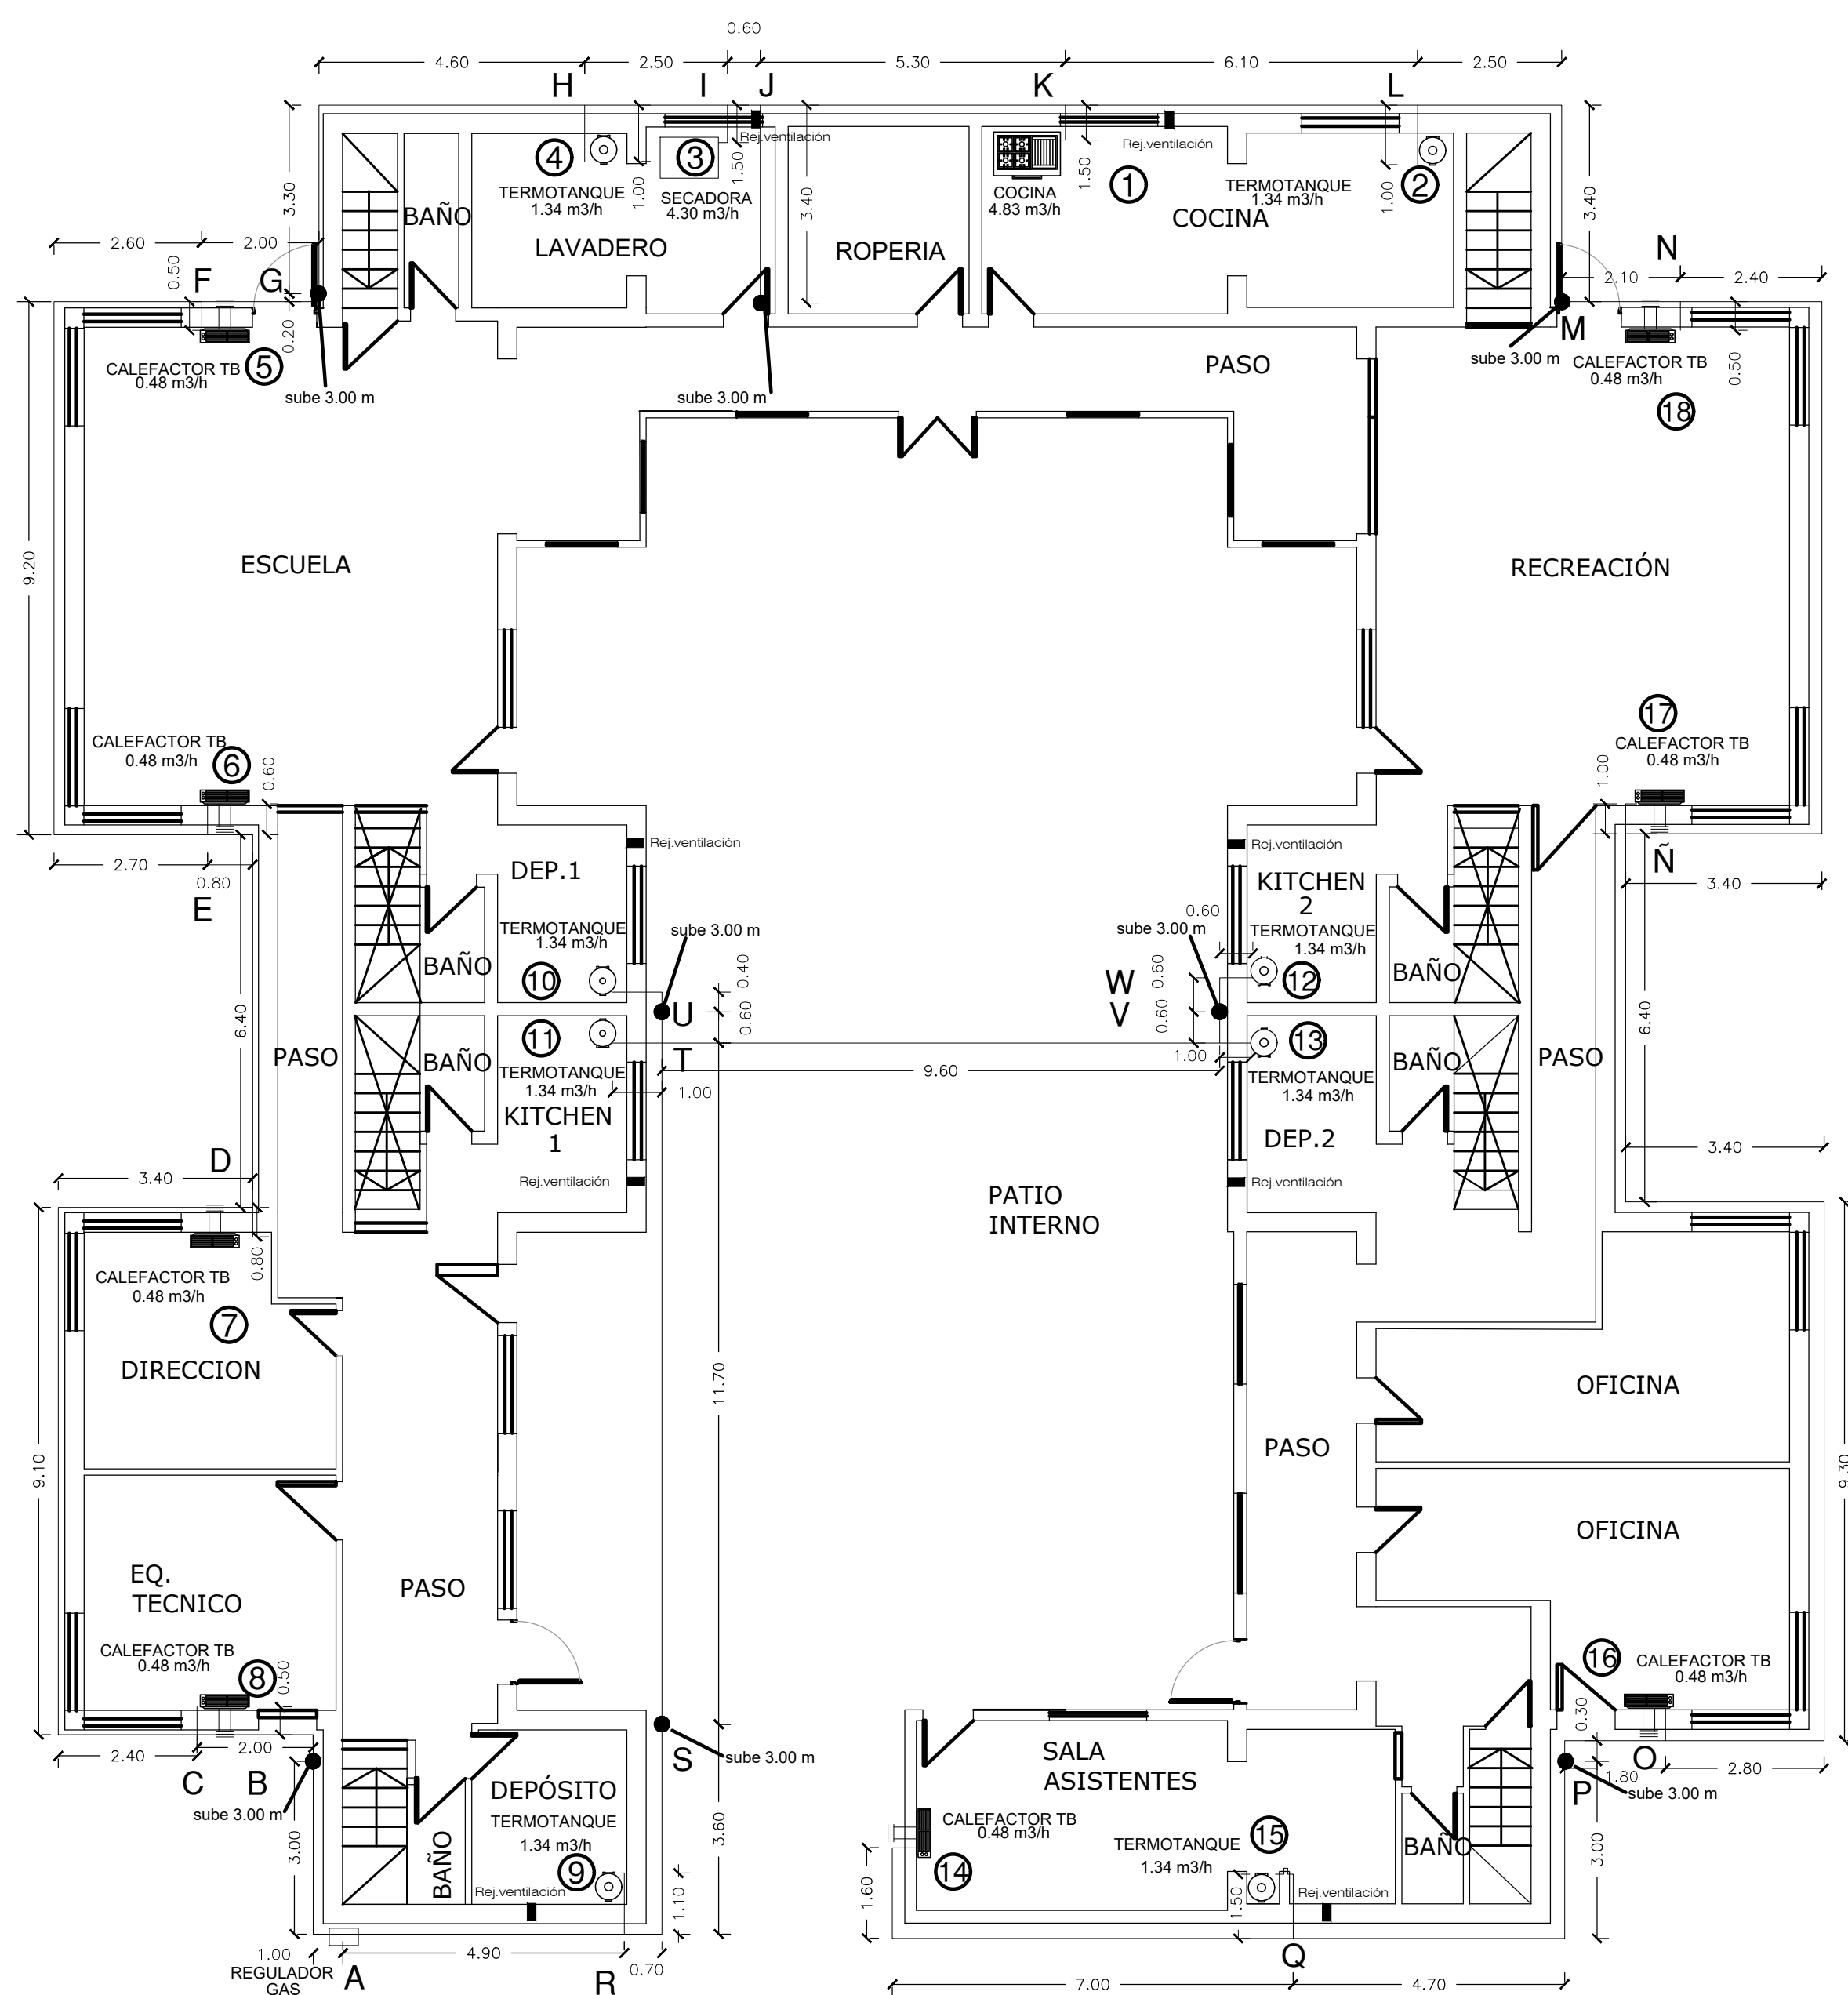 0.60
4.60
2.50
5.30
6.10
2.50
H
I
J
K
L
Rej.ventilación
Rej.ventilación
4
3
1
2
1.50
1.50
1.00
1.00
3.30
3.40
3.40
TERMOTANQUE
1.34 m3/h
SECADORA
4.30 m3/h
COCINA
4.83 m3/h
TERMOTANQUE
1.34 m3/h
BAÑO
LAVADERO
ROPERIA
COCINA
2.60
2.00
0.50
F
G
0.20
2.10
N
2.40
M
5
CALEFACTOR TB
0.48 m3/h
sube 3.00 m
sube 3.00 m
PASO
sube 3.00 m
CALEFACTOR TB
0.48 m3/h
0.50
18
9.20
ESCUELA
RECREACIÓN
CALEFACTOR TB
0.48 m3/h
6
0.60
17
CALEFACTOR TB
0.48 m3/h
1.00
2.70
0.80
E
Rej.ventilación
DEP.1
Rej.ventilación
KITCHEN
2
Ñ
3.40
TERMOTANQUE
1.34 m3/h
sube 3.00 m
0.60
sube 3.00 m
TERMOTANQUE
1.34 m3/h
BAÑO
10
0.40
W
0.60
12
BAÑO
6.40
U
0.60
V
0.60
6.40
PASO
BAÑO
11
T
9.60
1.00
13
BAÑO
PASO
TERMOTANQUE
1.34 m3/h
1.00
TERMOTANQUE
1.34 m3/h
KITCHEN
1
DEP.2
D
3.40
3.40
Rej.ventilación
Rej.ventilación
PATIO
INTERNO
0.80
CALEFACTOR TB
0.48 m3/h
7
DIRECCION
11.70
OFICINA
9.10
PASO
9.30
OFICINA
EQ.
TECNICO
PASO
CALEFACTOR TB
0.48 m3/h
8
0.50
16
CALEFACTOR TB
0.48 m3/h
0.30
2.40
2.00
C
B
sube 3.00 m
S
sube 3.00 m
SALA
ASISTENTES
O
1.80
2.80
P
sube 3.00 m
DEPÓSITO
TERMOTANQUE
1.34 m3/h
9
BAÑO
Rej.ventilación
3.00
1.10
3.60
1.60
CALEFACTOR TB
0.48 m3/h
14
TERMOTANQUE
1.34 m3/h
15
BAÑO
1.50
Rej.ventilación
3.00
1.00
4.90
0.70
REGULADOR
GAS
A
R
Q
7.00
4.70